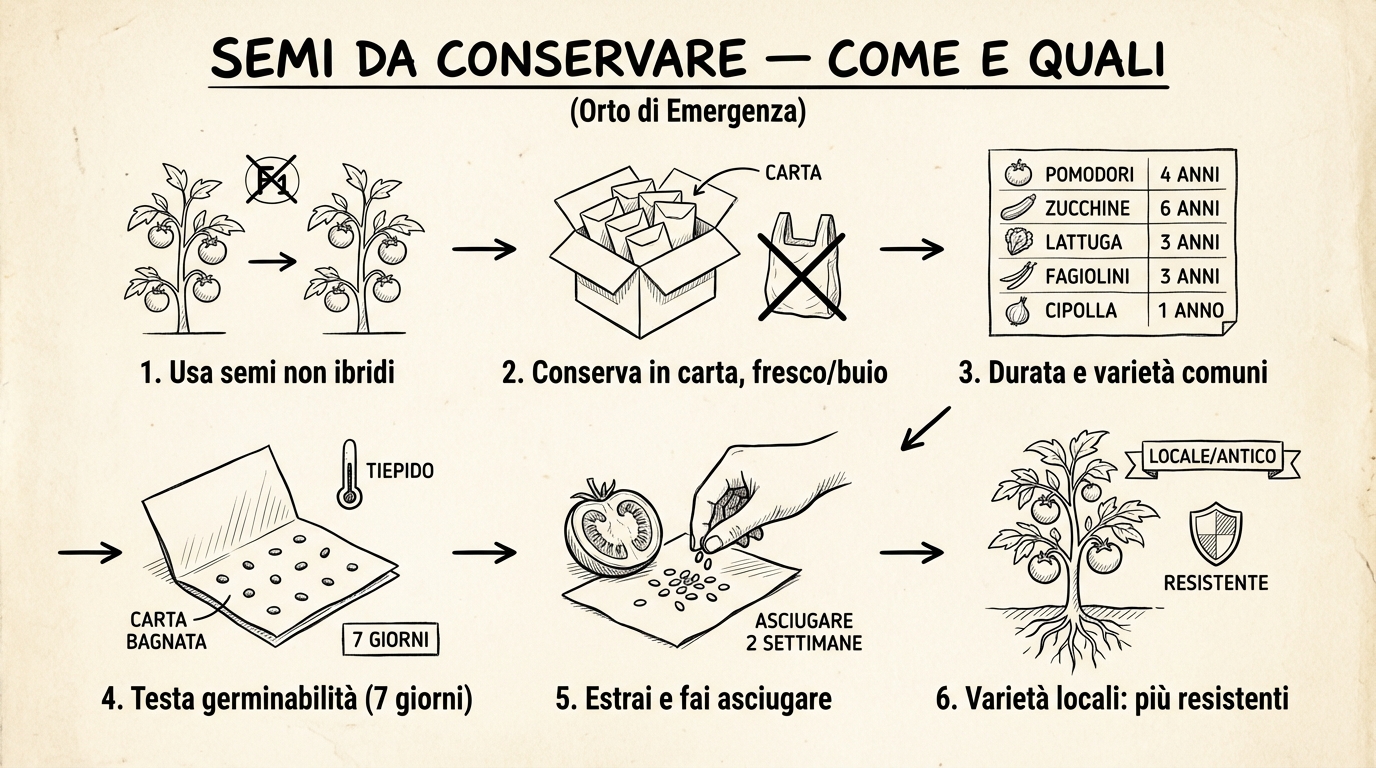 SEMI DA CONSERVARE — COME E QUALI
(Orto di Emergenza)
F1
1. Usa semi non ibridi
CARTA
2. Conserva in carta, fresco/buio
POMODORI 4 ANNI
ZUCCHINE 6 ANNI
LATTUGA 3 ANNI
FAGIOLINI 3 ANNI
CIPOLLA 1 ANNO
3. Durata e varietà comuni
TIEPIDO
CARTA
BAGNATA
7 GIORNI
4. Testa germinabilità (7 giorni)
ASCIUGARE
2 SETTIMANE
5. Estrai e fai asciugare
LOCALE/ANTICO
RESISTENTE
6. Varietà locali: più resistenti